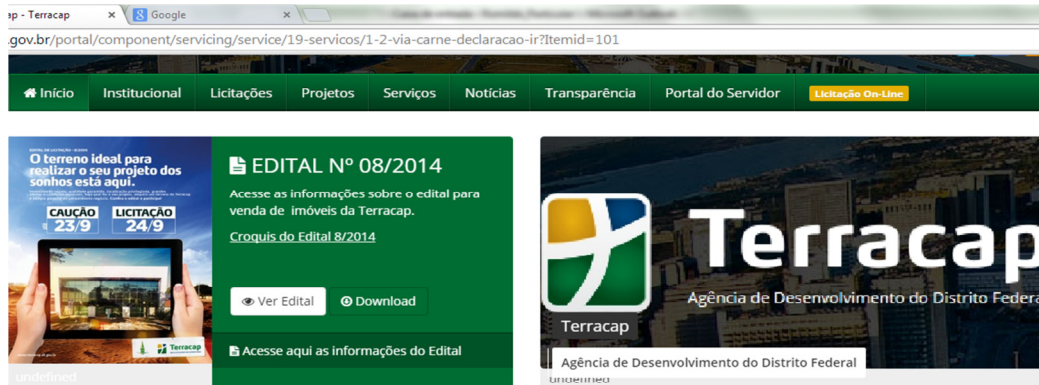 ap - Terracap
Google
.gov.br/portal/component/servicing/service/19-servicos/1-2-via-carne-declaracao-ir?Itemid=101
Início Institucional Licitações Projetos Serviços Notícias Transparência Portal do Servidor Licitação On-Line
O terreno ideal para
realizar o seu projeto dos
sonhos está aqui.
CAUÇÃO LICITAÇÃO
23/9 24/9
Terracap
undefined
EDITAL Nº 08/2014
Acesse as informações sobre o edital para
venda de imóveis da Terracap.
Croquis do Edital 8/2014
Ver Edital Download
Acesse aqui as informações do Edital
Terracap
Agência de Desenvolvimento do Distrito Federa
Terracap
Agência de Desenvolvimento do Distrito Federal
undefined